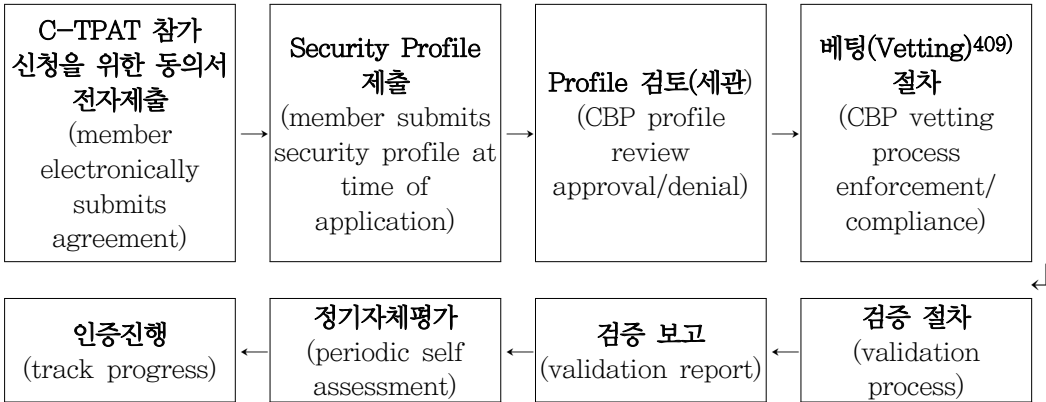 C-TPAT 참가
신청을 위한 동의서
전자제출
(member
electronically
submits
agreement)
→
Security Profile
제출
(member submits
security profile at
time of
application)
→
Profile 검토(세관)
(CBP profile
review
approval/denial)
→
베팅(Vetting)409)
절차
(CBP vetting
process
enforcement/
compliance)
↲
검증 절차
(validation
process)
←
검증 보고
(validation report)
←
정기자체평가
(periodic self
assessment)
←
인증진행
(track progress)